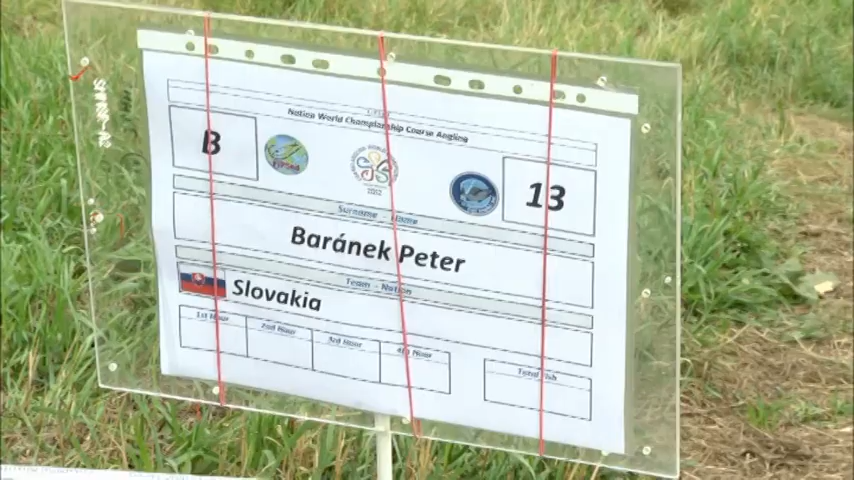 Nation World Championship Course Angling
B
13
Surname - Name
Baránek Peter
Team - Nation
Slovakia
1st Hour
2nd Hour
3rd Hour
4th Hour
Total Fish